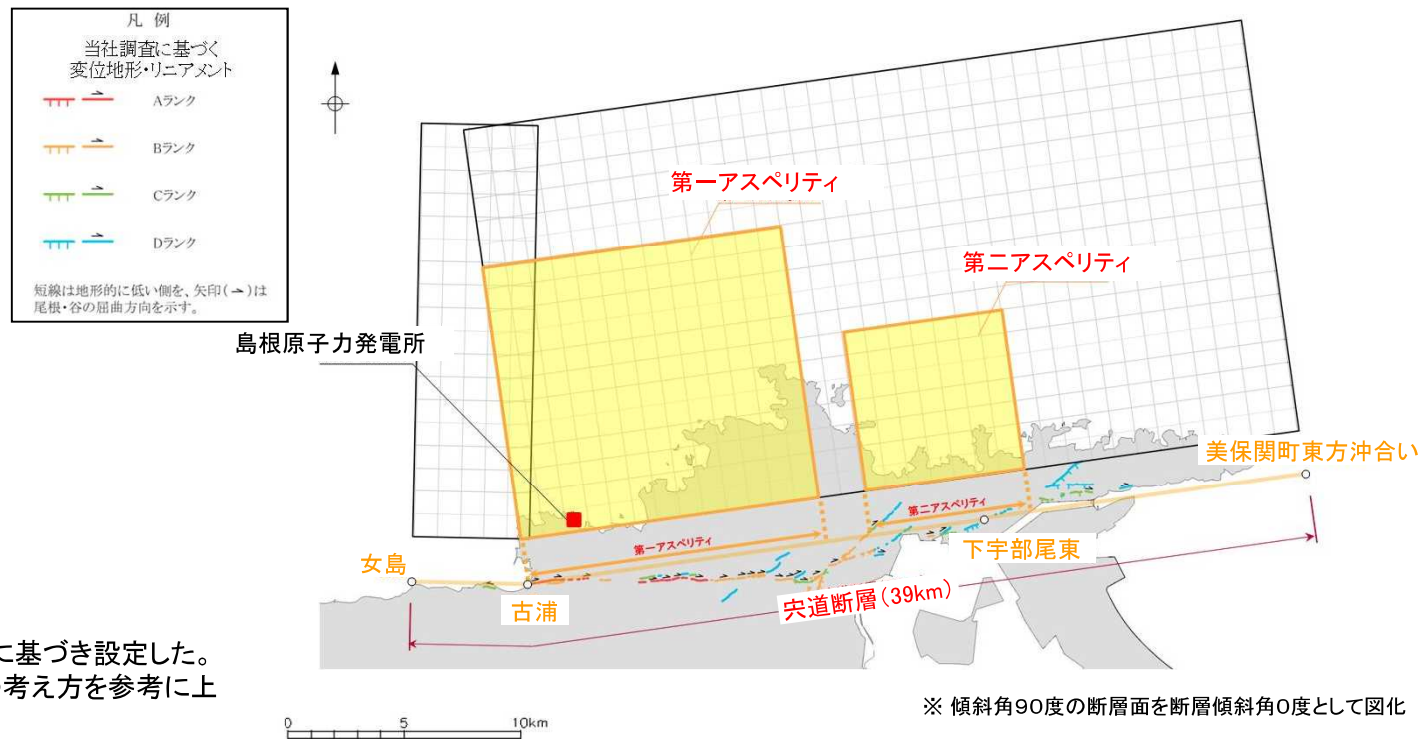 凡 例
当社調査に基づく
変位地形・リニアメント
Aランク
Bランク
Cランク
Dランク
短線は地形的に低い側を、矢印(⇀)は
尾根・谷の屈曲方向を示す。
第一アスペリティ
第二アスペリティ
島根原子力発電所
美保関町東方沖合い
第二アスペリティ
第一アスペリティ
女島
下宇部尾東
古浦
宍道断層(39km)
に基づき設定した。
考え方を参考に上
※ 傾斜角90度の断層面を断層傾斜角0度として図化
0 5 10km